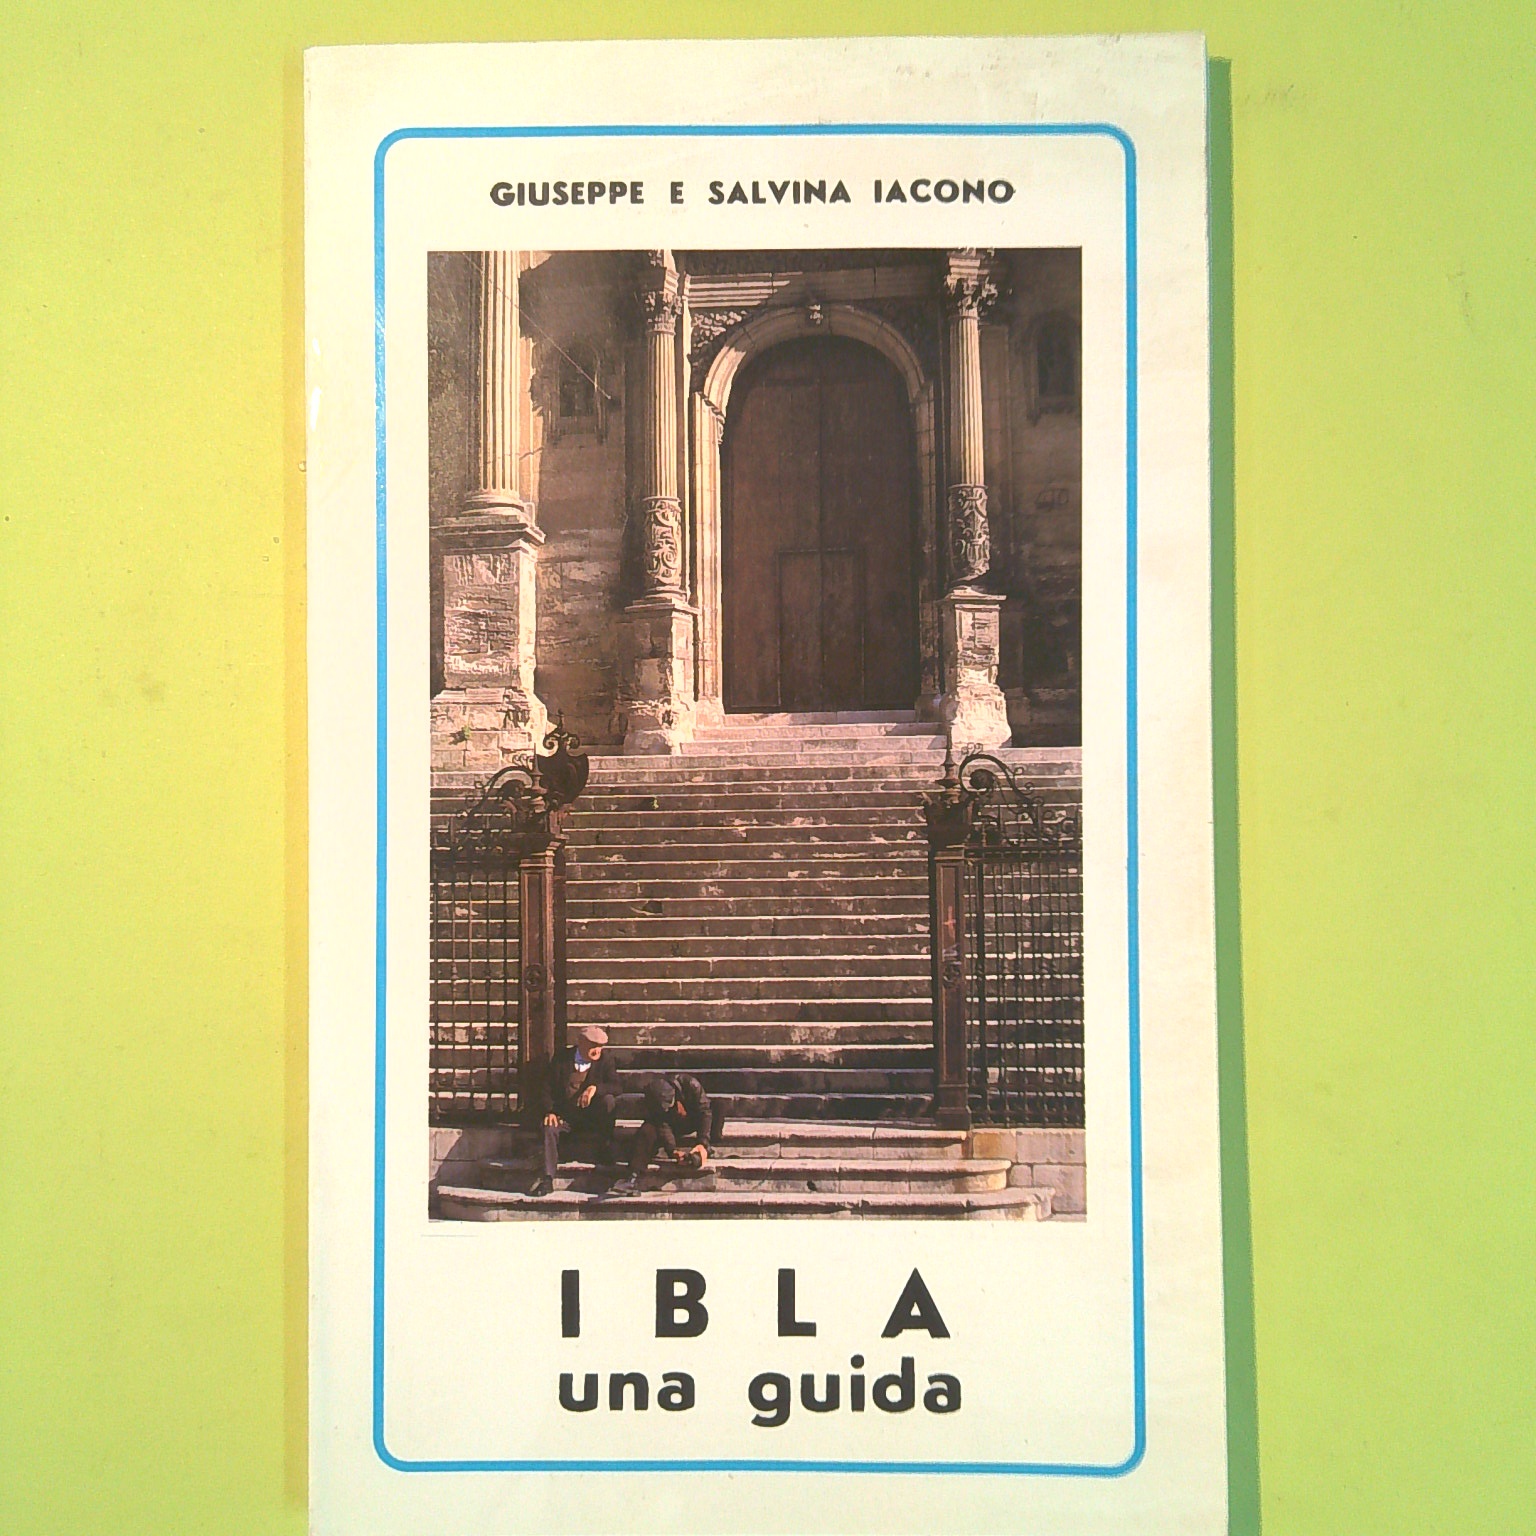 GIUSEPPE E SALVINA IACONO
IBLA
una guida